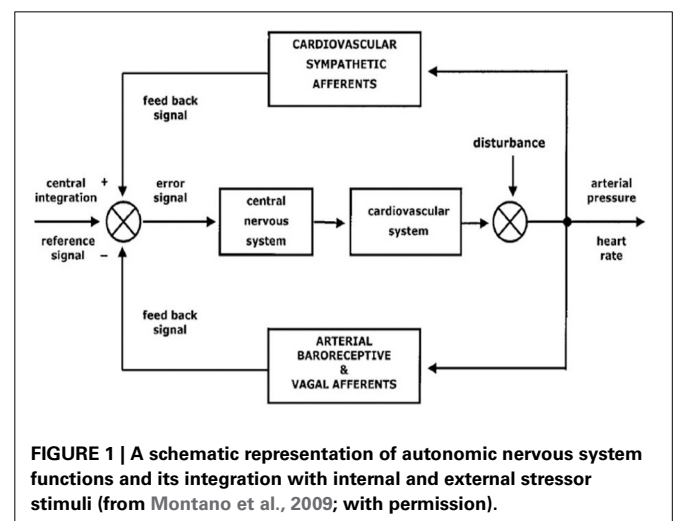 CARDIOVASCULAR
SYMPATHETIC
AFFERENTS
feed back
signal
disturbance
central +
integration
error
signal
central
nervous
system
cardiovascular
system
arterial
pressure
reference
signal −
heart
rate
feed back
signal
ARTERIAL
BARORECEPTIVE
&
VAGAL AFFERENTS
FIGURE 1 | A schematic representation of autonomic nervous system
functions and its integration with internal and external stressor
stimuli (from Montano et al., 2009; with permission).